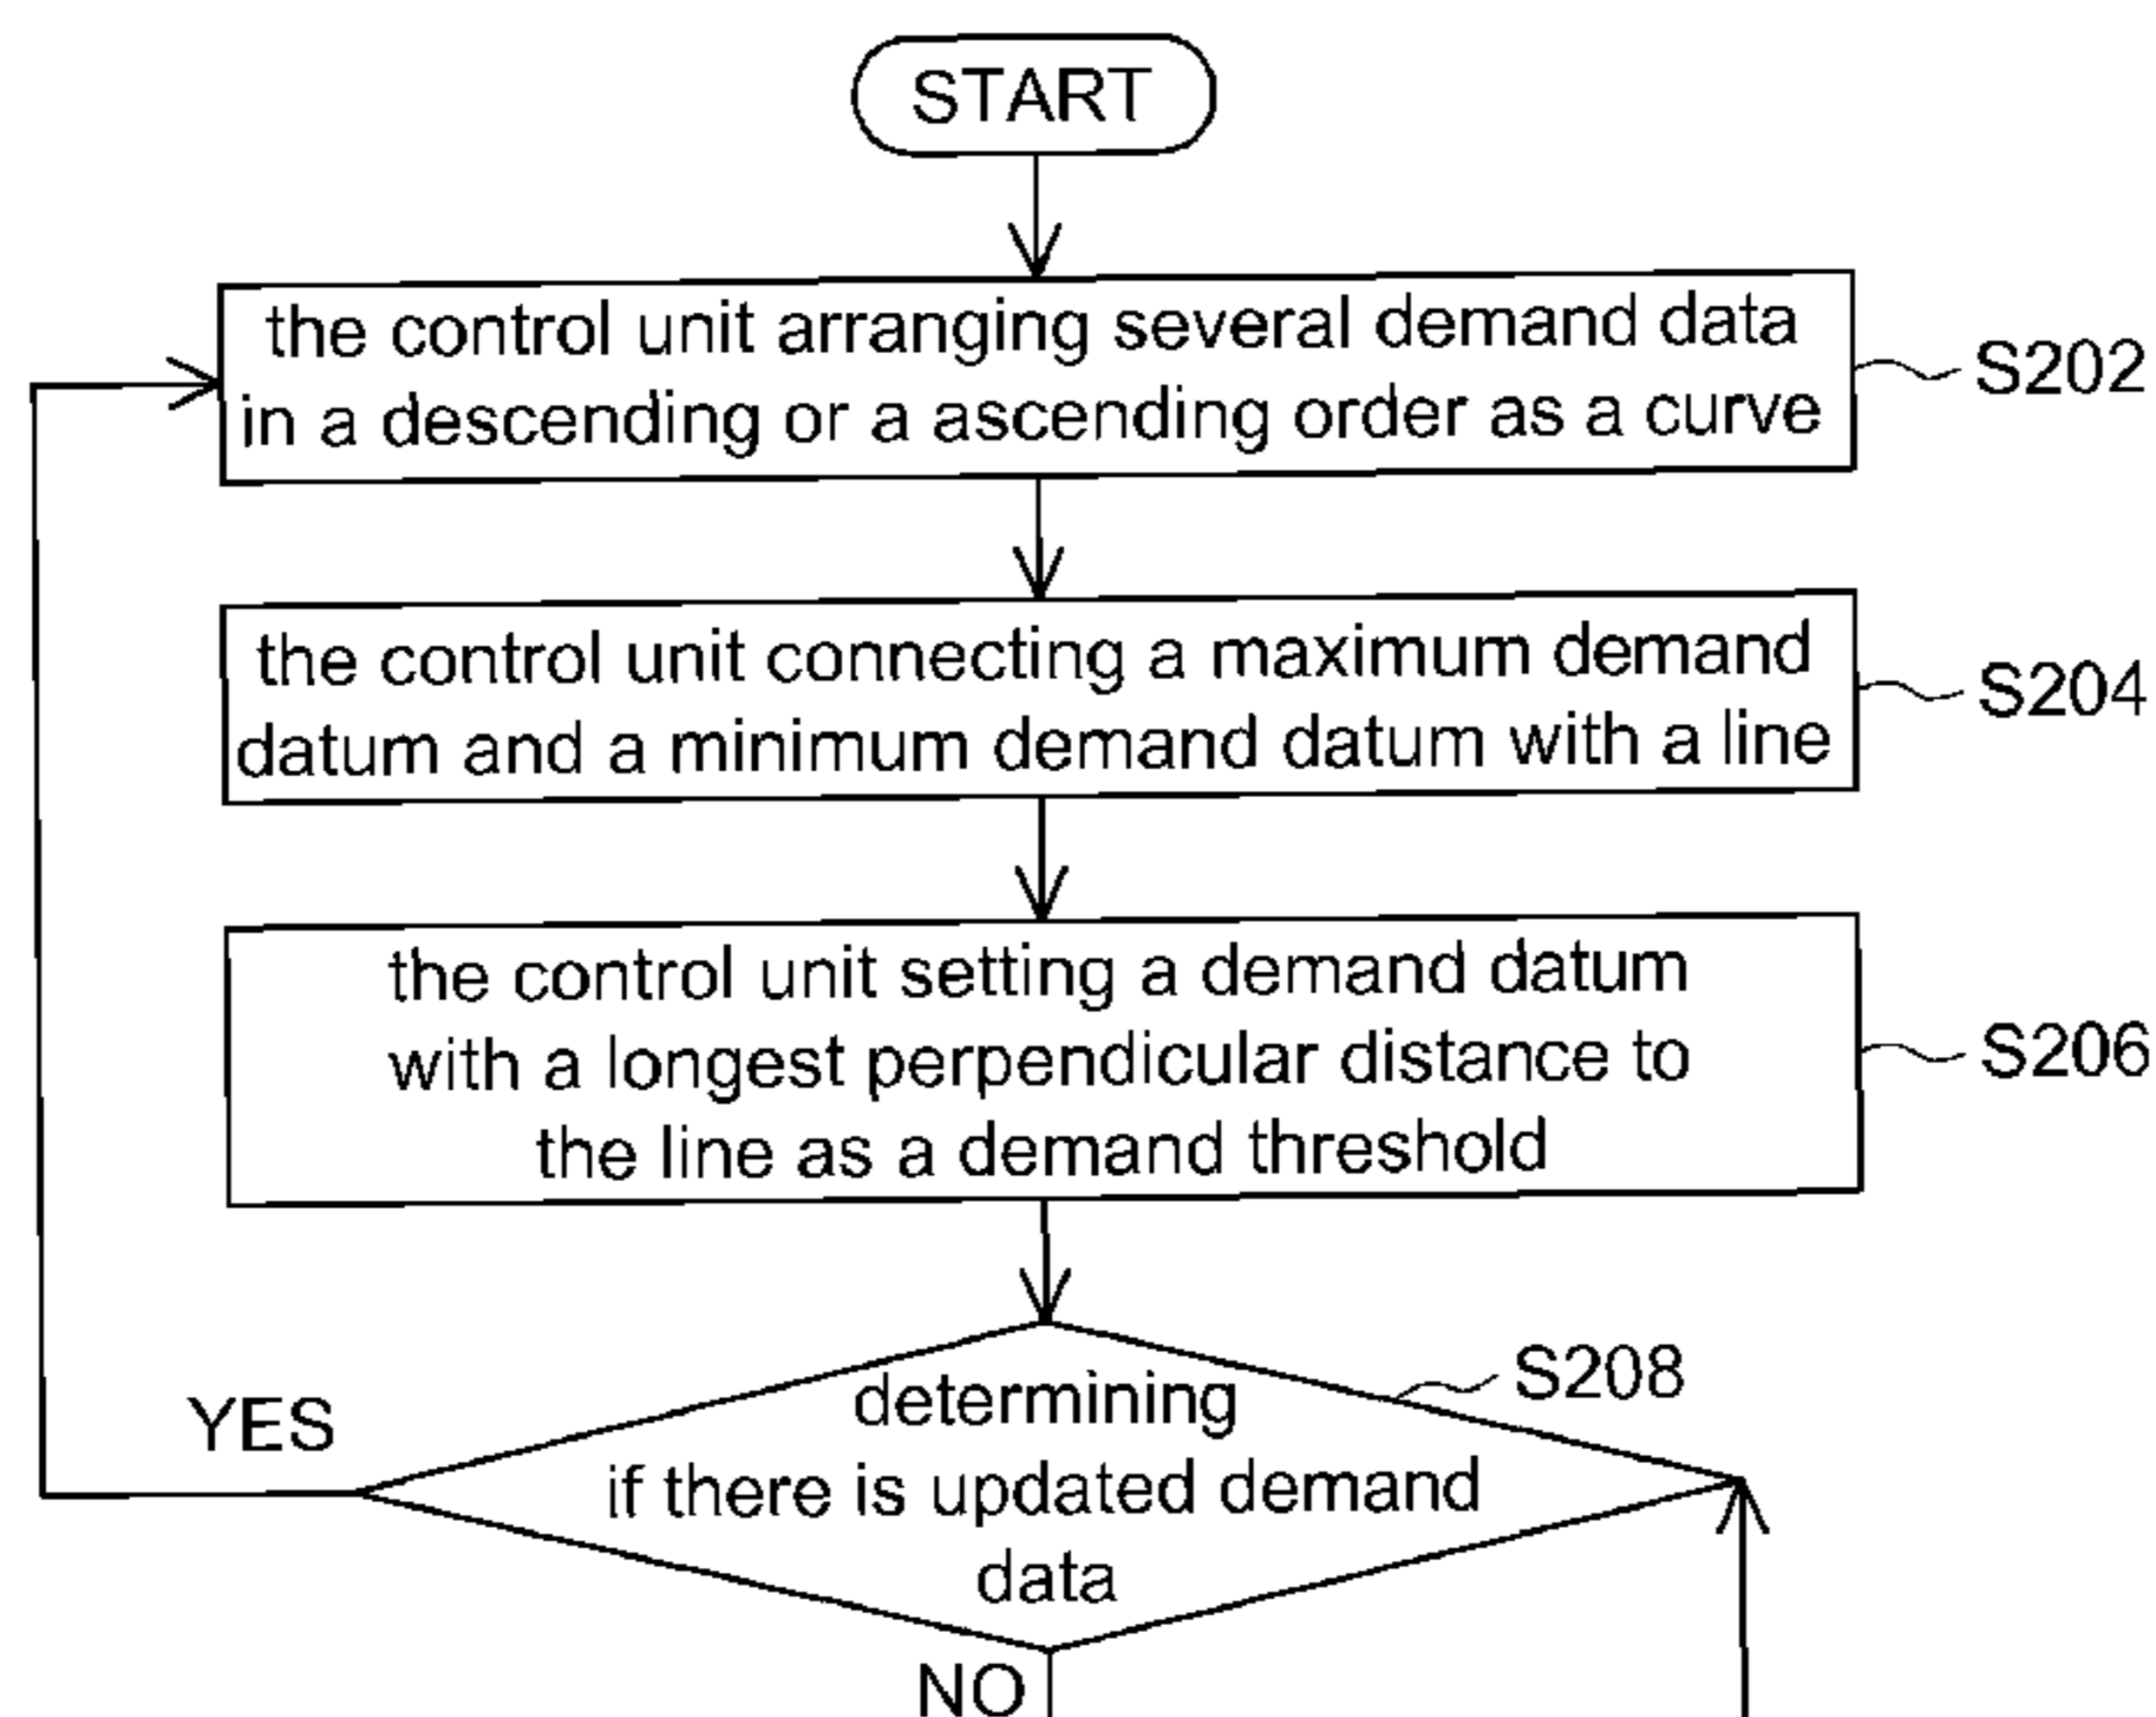 START
the control unit arranging several demand data
in a descending or a ascending order as a curve
S202
the control unit connecting a maximum demand
datum and a minimum demand datum with a line
S204
the control unit setting a demand datum
with a longest perpendicular distance to
the line as a demand threshold
S206
determining
if there is updated demand
data
S208
YES
NO